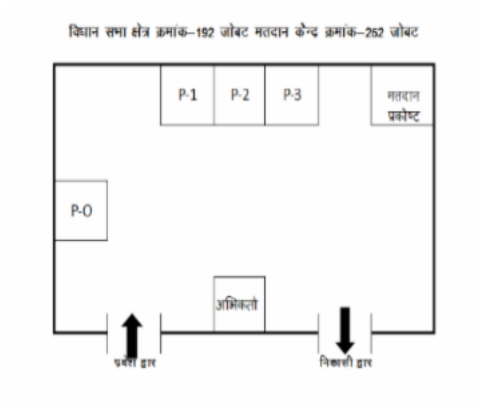 विधान सभा क्षेत्र क्रमांक–192 जोबट मतदान केन्द्र क्रमांक–252 जोबट
P-1 P-2 P-3 मतदान
प्रकोष्ट
P-O
अभिकर्ता
प्रवेश द्वार निकासी द्वार